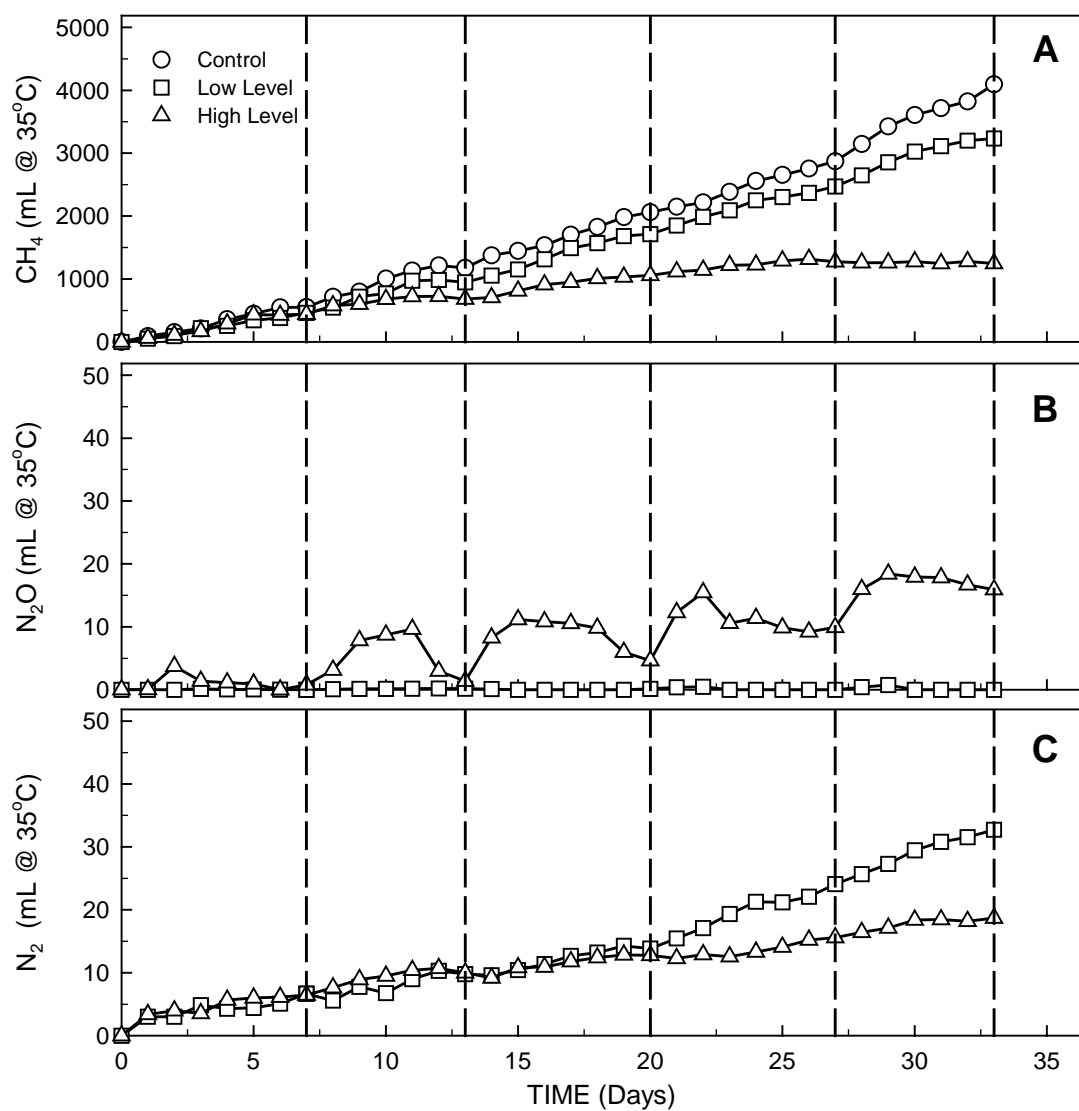 A
Control
Low Level
High Level
5000
4000
3000
2000
1000
0
CH₄ (mL @ 35°C)
B
50
40
30
20
10
0
N₂O (mL @ 35°C)
C
50
40
30
20
10
0
N₂ (mL @ 35°C)
0 5 10 15 20 25 30 35
TIME (Days)